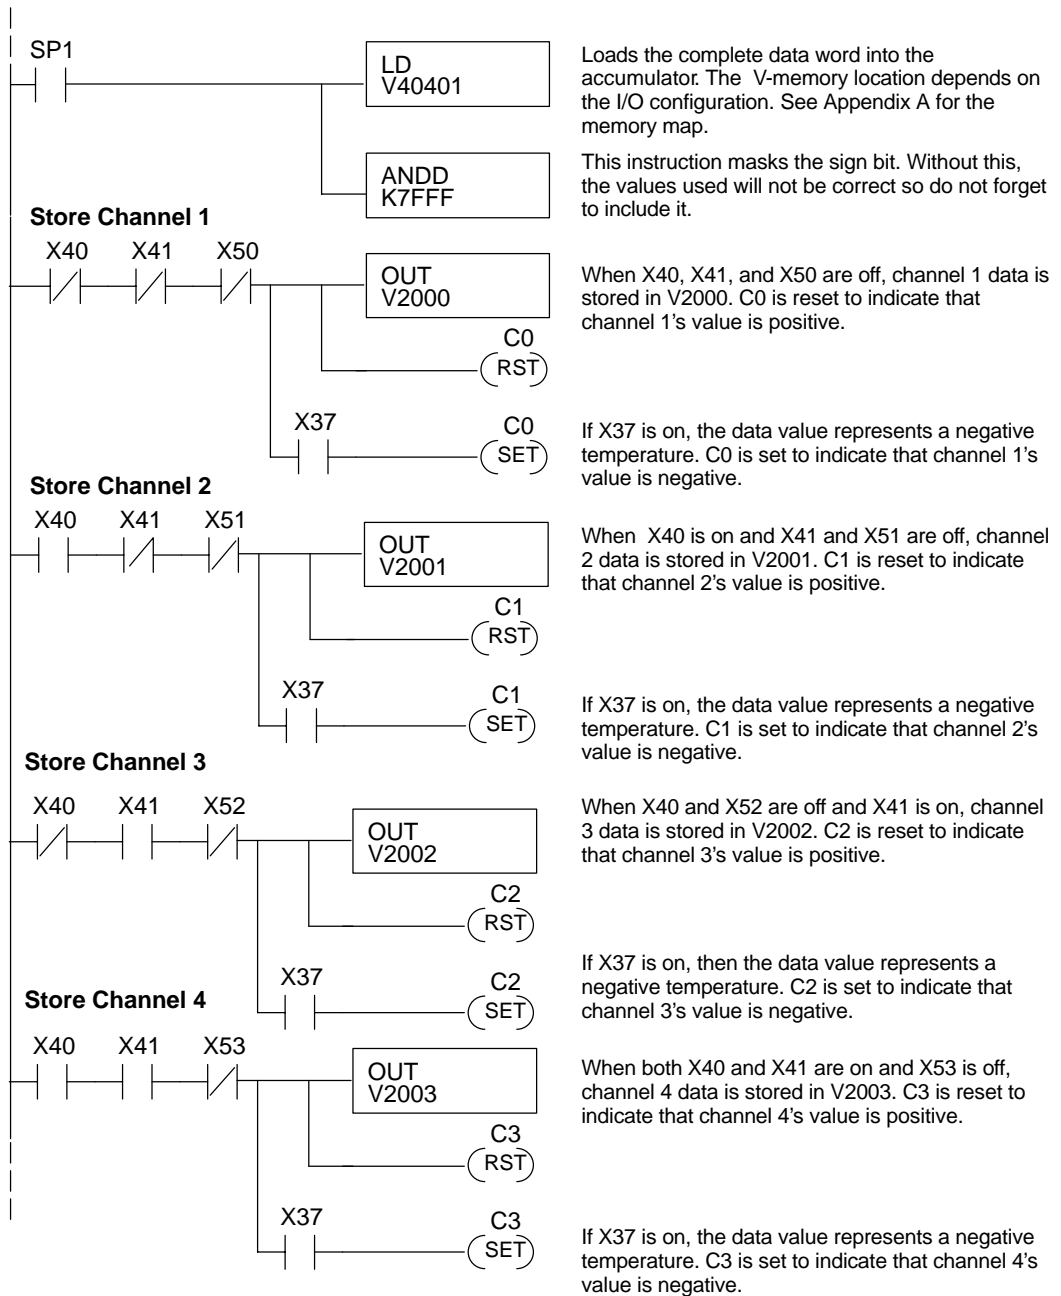 SP1
LD
V40401
Loads the complete data word into the
accumulator. The V-memory location depends on
the I/O configuration. See Appendix A for the
memory map.
ANDD
K7FFF
This instruction masks the sign bit. Without this,
the values used will not be correct so do not forget
to include it.
Store Channel 1
X40 X41 X50
OUT
V2000
When X40, X41, and X50 are off, channel 1 data is
stored in V2000. C0 is reset to indicate that
channel 1's value is positive.
C0
RST
X37
C0
SET
If X37 is on, the data value represents a negative
temperature. C0 is set to indicate that channel 1's
value is negative.
Store Channel 2
X40 X41 X51
OUT
V2001
When X40 is on and X41 and X51 are off, channel
2 data is stored in V2001. C1 is reset to indicate
that channel 2's value is positive.
C1
RST
X37
C1
SET
If X37 is on, the data value represents a negative
temperature. C1 is set to indicate that channel 2's
value is negative.
Store Channel 3
X40 X41 X52
OUT
V2002
When X40 and X52 are off and X41 is on, channel
3 data is stored in V2002. C2 is reset to indicate
that channel 3's value is positive.
C2
RST
X37
C2
SET
If X37 is on, then the data value represents a
negative temperature. C2 is set to indicate that
channel 3's value is negative.
Store Channel 4
X40 X41 X53
OUT
V2003
When both X40 and X41 are on and X53 is off,
channel 4 data is stored in V2003. C3 is reset to
indicate that channel 4's value is positive.
C3
RST
X37
C3
SET
If X37 is on, the data value represents a negative
temperature. C3 is set to indicate that channel 4's
value is negative.